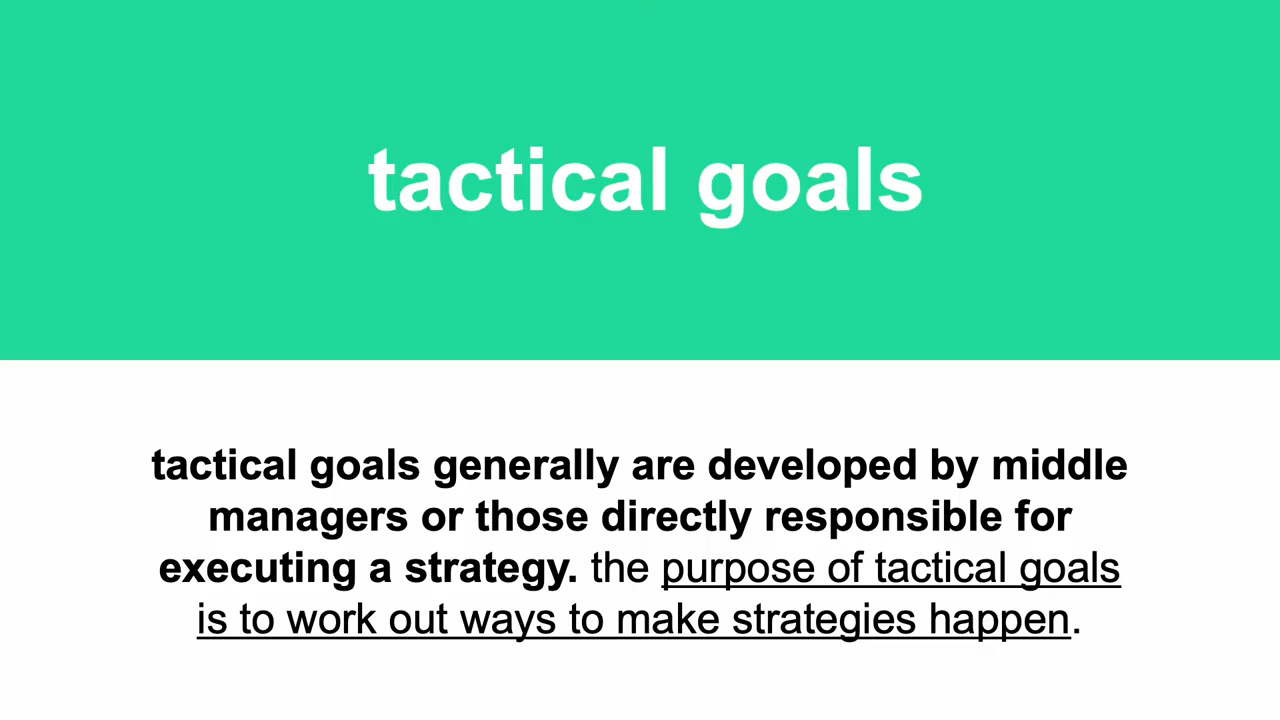 tactical goals
tactical goals generally are developed by middle
managers or those directly responsible for
executing a strategy. the purpose of tactical goals
is to work out ways to make strategies happen.